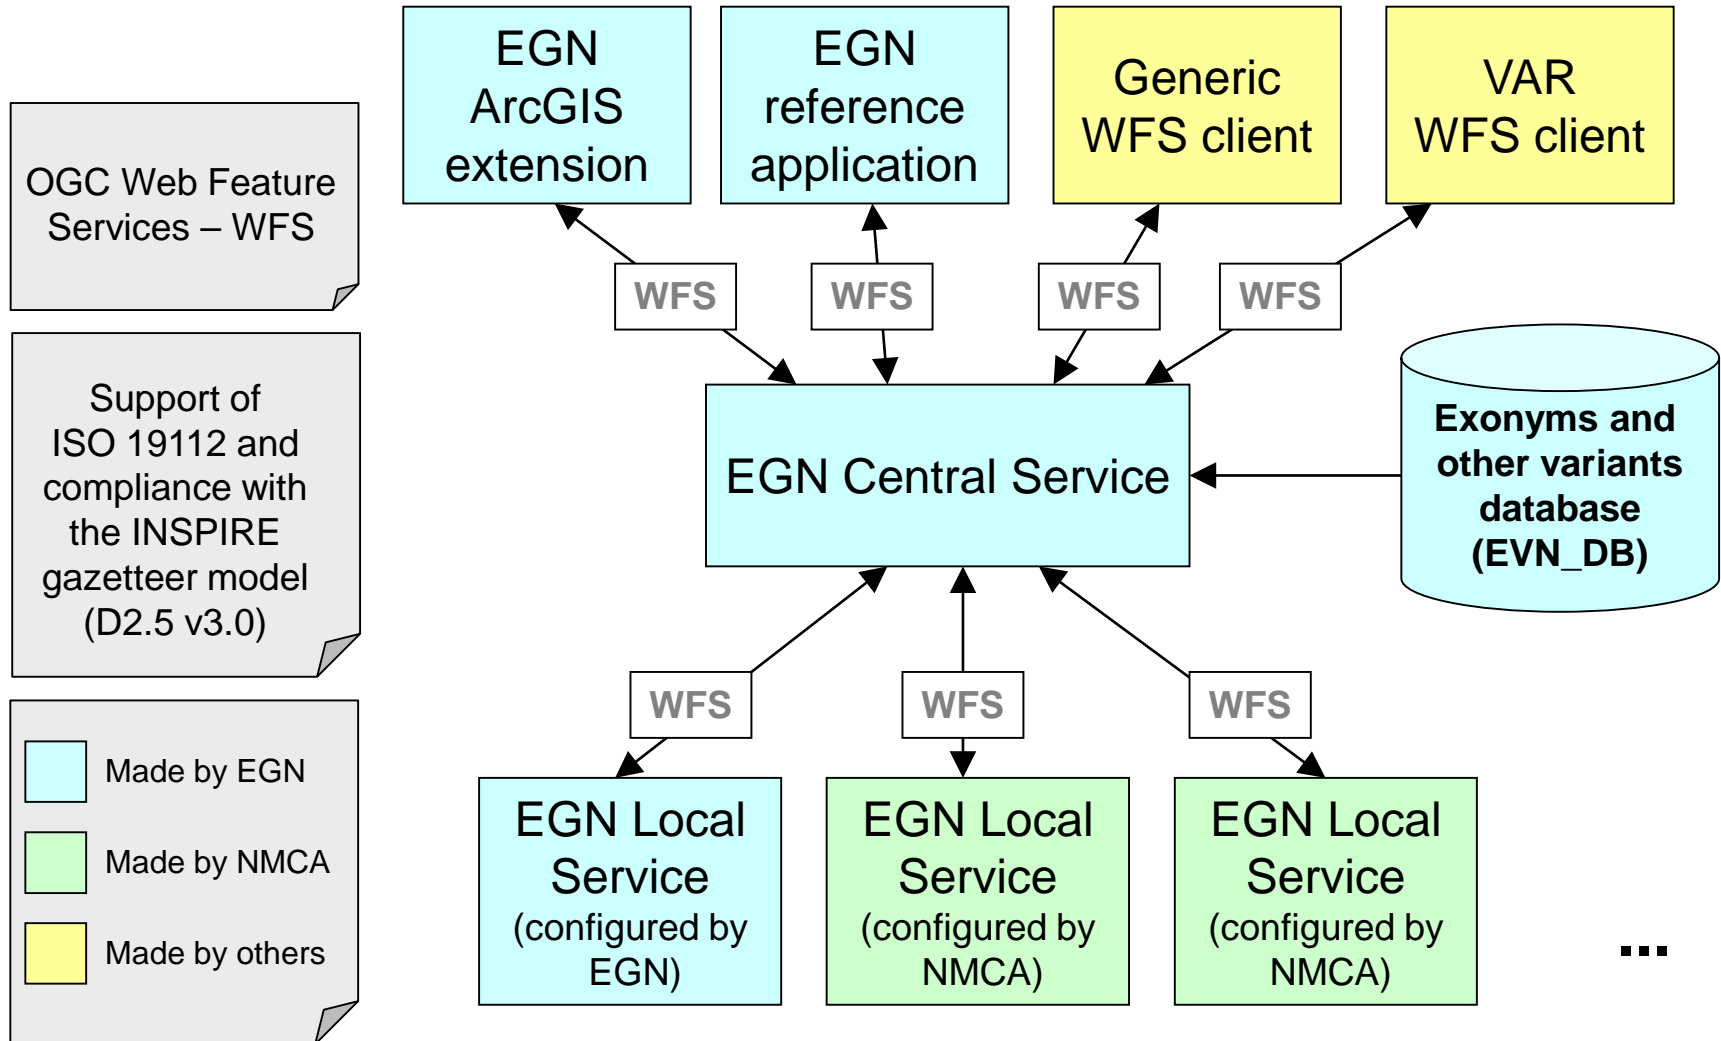 EGN
ArcGIS
extension
EGN
reference
application
Generic
WFS client
VAR
WFS client
OGC Web Feature
Services – WFS
WFS
WFS
WFS
WFS
Support of
ISO 19112 and
compliance with
the INSPIRE
gazetteer model
(D2.5 v3.0)
EGN Central Service
Exonyms and
other variants
database
(EVN_DB)
WFS
WFS
WFS
Made by EGN
Made by NMCA
Made by others
EGN Local
Service
(configured by
EGN)
EGN Local
Service
(configured by
NMCA)
EGN Local
Service
(configured by
NMCA)
...